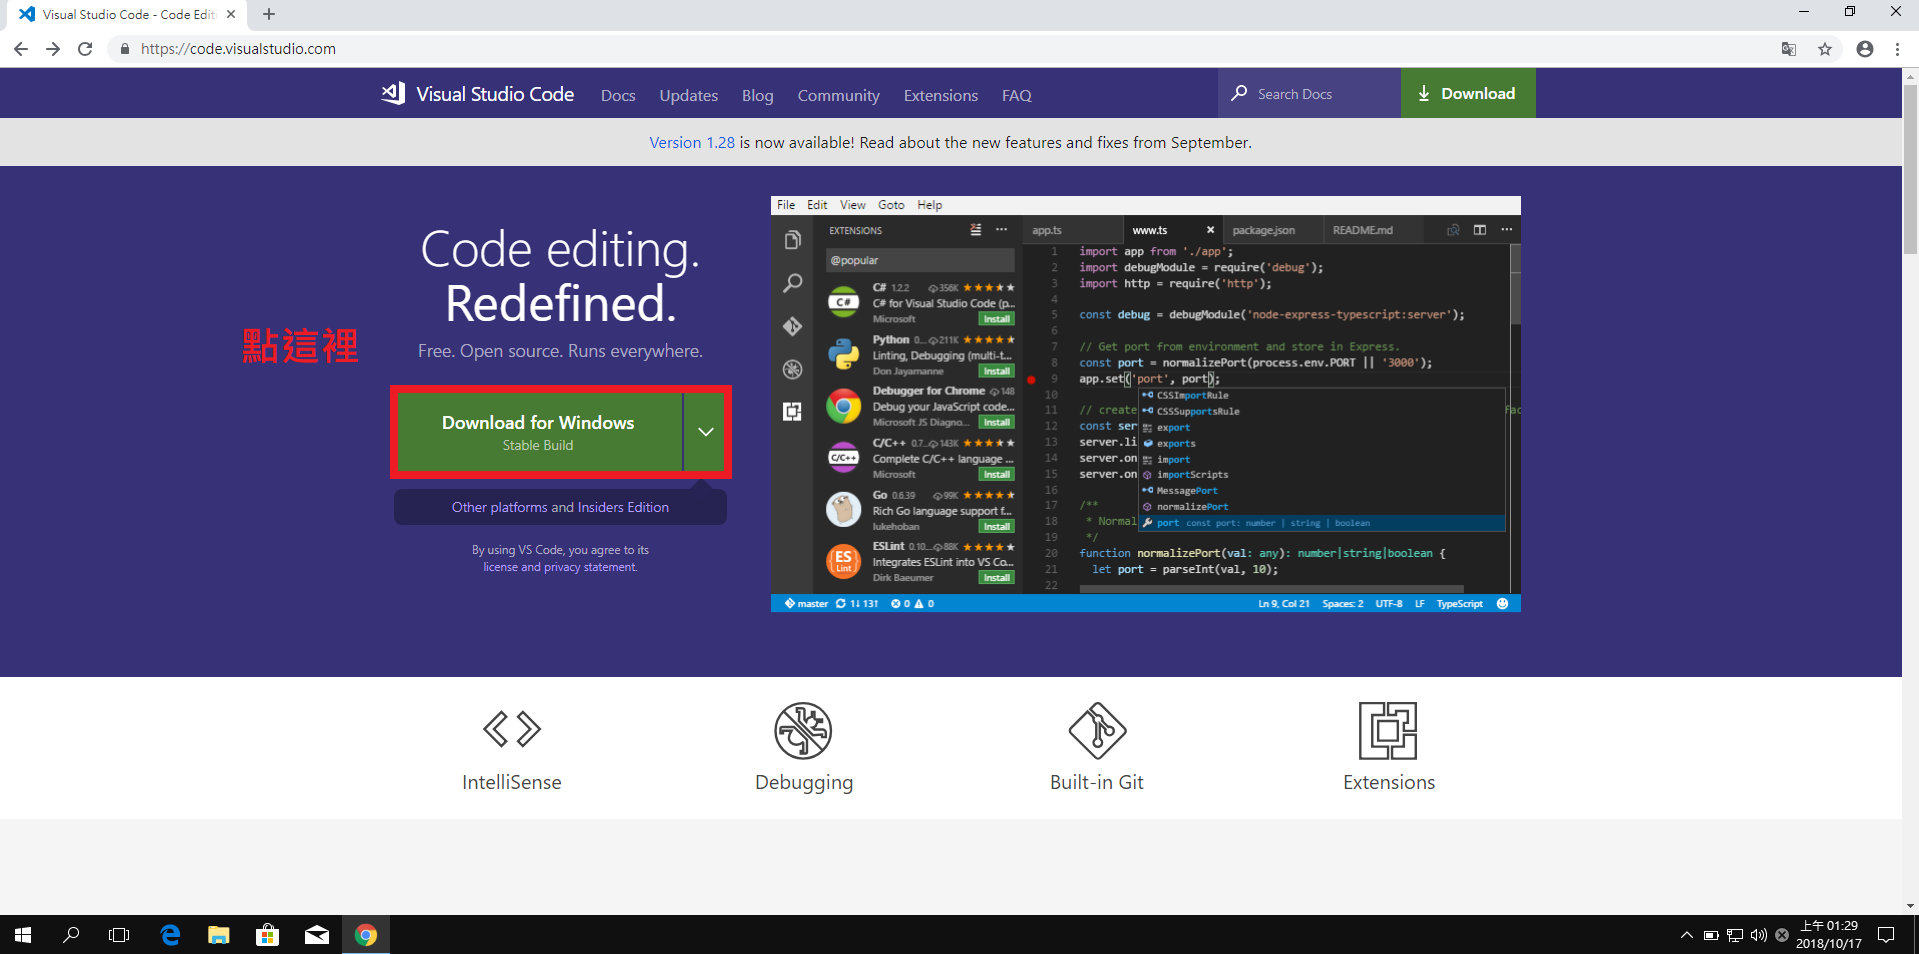 Visual Studio Code - Code Editi
https://code.visualstudio.com
Visual Studio Code Docs Updates Blog Community Extensions FAQ Search Docs Download
Version 1.28 is now available! Read about the new features and fixes from September.
Code editing.
Redefined.
Free. Open source. Runs everywhere.
點這裡
Download for Windows
Stable Build
Other platforms and Insiders Edition
By using VS Code, you agree to its
license and privacy statement.
File Edit View Goto Help
EXTENSIONS
@popular
C# 1.2.2 356K
C# for Visual Studio Code (p...
Microsoft Install
Python 0.... 211K
Linting, Debugging (multi-t...
Don Jayamanne Install
Debugger for Chrome 148
Debug your JavaScript code...
Microsoft JS Diagno... Install
C/C++ 0.7... 143K
Complete C/C++ language ...
Microsoft Install
Go 0.6.39 99K
Rich Go language support f...
lukehoban Install
ESLint 0.10.... 88K
Integrates ESLint into VS Co...
Dirk Baeumer Install
app.ts www.ts package.json README.md
1 import app from './app';
2 import debugModule = require('debug');
3 import http = require('http');
4
5 const debug = debugModule('node-express-typescript:server');
6
7 // Get port from environment and store in Express.
8 const port = normalizePort(process.env.PORT || '3000');
9 app.set('port', port);
10 CSSImportRule
11 // create CSSSupportsRule Fac
12 const ser export
13 server.li exports
14 server.on import
15 server.on importScripts
16 MessagePort
17 /** normalizePort
18 * Normal port const port: number | string | boolean
19 */
20 function normalizePort(val: any): number|string|boolean {
21 let port = parseInt(val, 10);
22
master 1↓ 13↑ 0 0 Ln 9, Col 21 Spaces: 2 UTF-8 LF TypeScript
IntelliSense Debugging Built-in Git Extensions
上午 01:29
2018/10/17